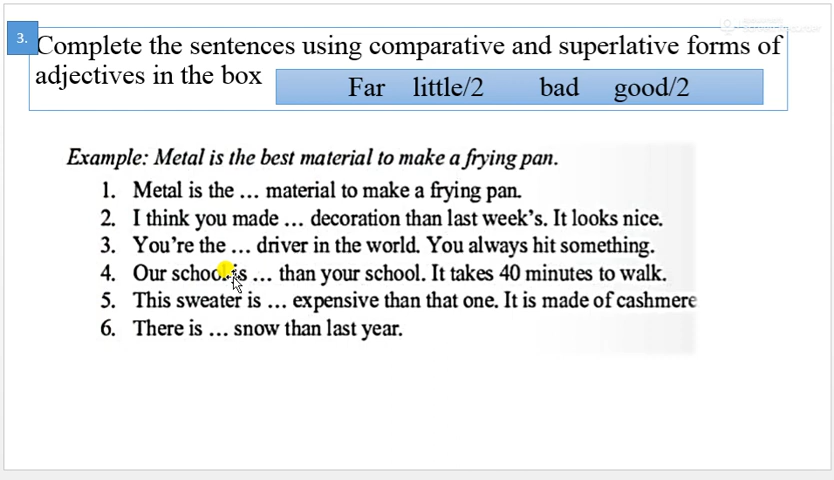 3.
Complete the sentences using comparative and superlative forms of
adjectives in the box
Far little/2 bad good/2
Example: Metal is the best material to make a frying pan.
1. Metal is the ... material to make a frying pan.
2. I think you made ... decoration than last week's. It looks nice.
3. You're the ... driver in the world. You always hit something.
4. Our school is ... than your school. It takes 40 minutes to walk.
5. This sweater is ... expensive than that one. It is made of cashmere
6. There is ... snow than last year.